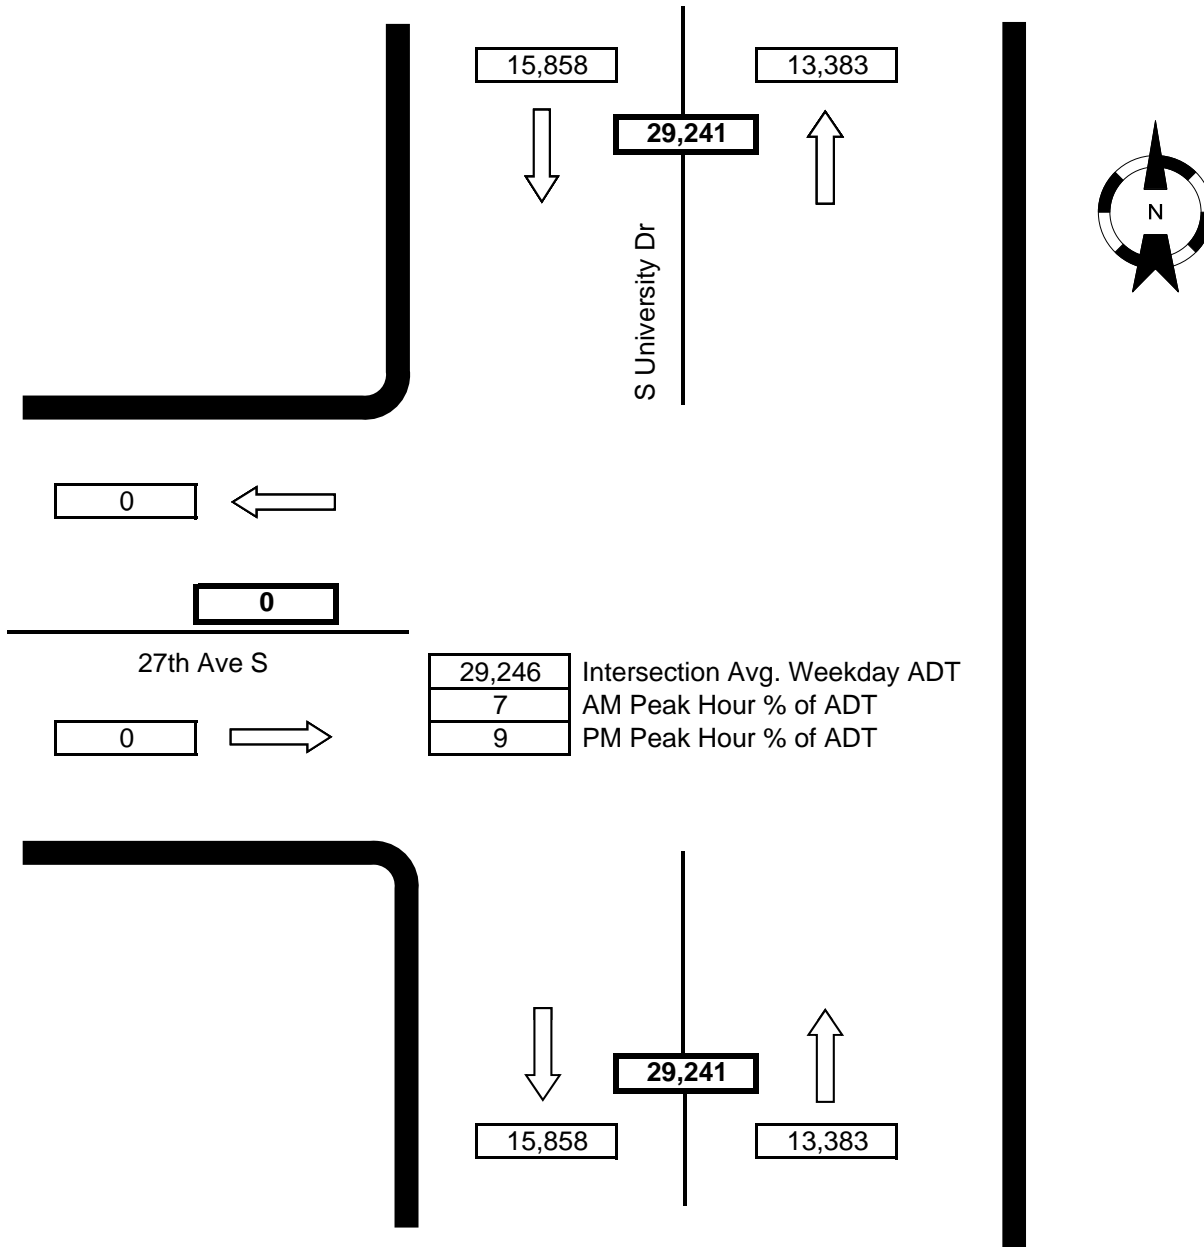 15,858 13,383
29,241
N
S University Dr
0
0
27th Ave S
29,246 Intersection Avg. Weekday ADT
7 AM Peak Hour % of ADT
0
9 PM Peak Hour % of ADT
29,241
15,858 13,383